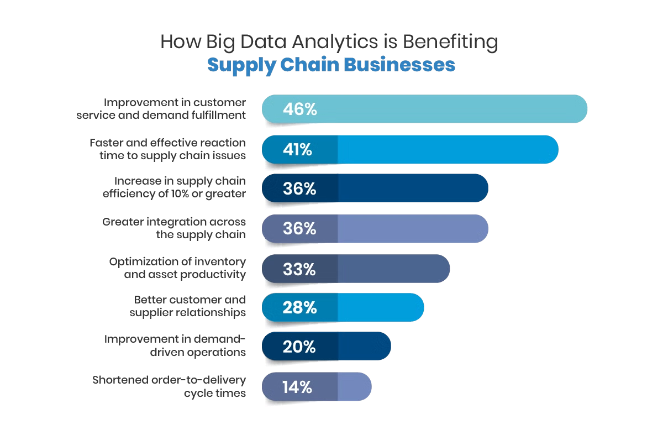 How Big Data Analytics is Benefiting
Supply Chain Businesses
Improvement in customer
service and demand fulfillment
46%
Faster and effective reaction
time to supply chain issues
41%
Increase in supply chain
efficiency of 10% or greater
36%
Greater integration across
the supply chain
36%
Optimization of inventory
and asset productivity
33%
Better customer and
supplier relationships
28%
Improvement in demand-
driven operations
20%
Shortened order-to-delivery
cycle times
14%